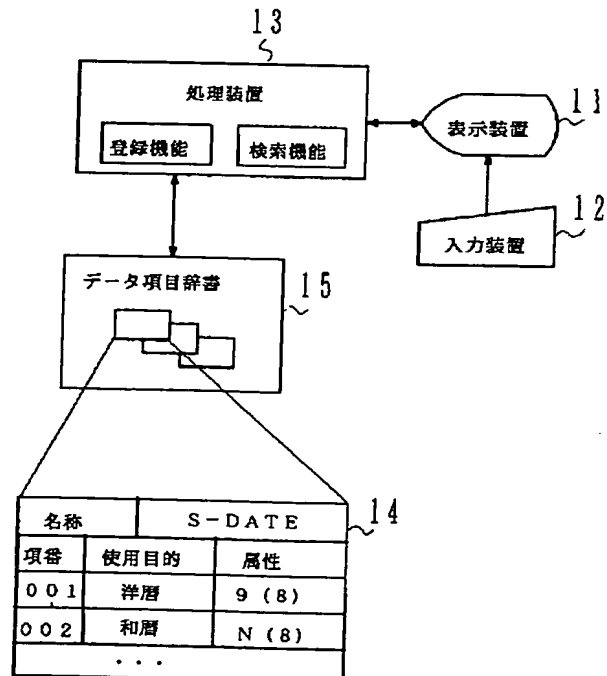 13
処理装置
登録機能
検索機能
11
表示装置
12
入力装置
データ項目辞書
15
14
名称 S-DATE
項番 使用目的 属性
001 洋暦 9(8)
002 和暦 N(8)
・・・